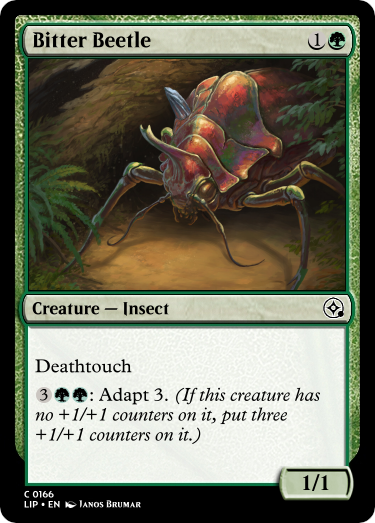 Bitter Beetle 1
Creature — Insect
Deathtouch
3: Adapt 3. (If this creature has
no +1/+1 counters on it, put three
+1/+1 counters on it.)
1/1
C 0166
LIP • EN Janos Brumar